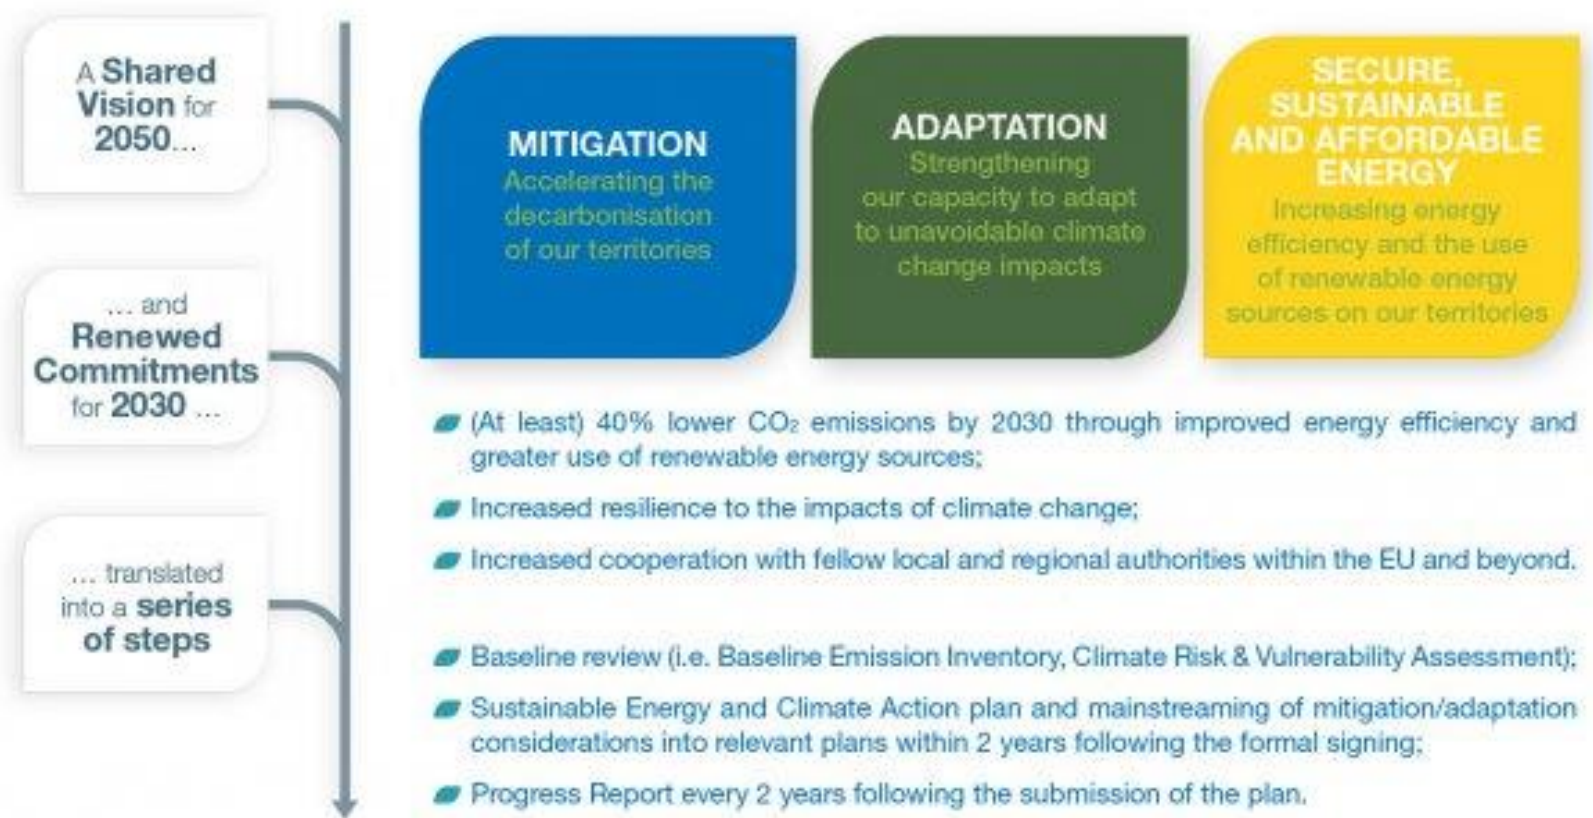 A Shared
Vision for
2050...
MITIGATION
Accelerating the
decarbonisation
of our territories
ADAPTATION
Strengthening
our capacity to adapt
to unavoidable climate
change impacts
SECURE,
SUSTAINABLE
AND AFFORDABLE
ENERGY
Increasing energy
efficiency and the use
of renewable energy
sources on our territories
... and
Renewed
Commitments
for 2030 ...
(At least) 40% lower CO₂ emissions by 2030 through improved energy efficiency and
greater use of renewable energy sources;
Increased resilience to the impacts of climate change;
Increased cooperation with fellow local and regional authorities within the EU and beyond.
... translated
into a series
of steps
Baseline review (i.e. Baseline Emission Inventory, Climate Risk & Vulnerability Assessment);
Sustainable Energy and Climate Action plan and mainstreaming of mitigation/adaptation
considerations into relevant plans within 2 years following the formal signing;
Progress Report every 2 years following the submission of the plan.